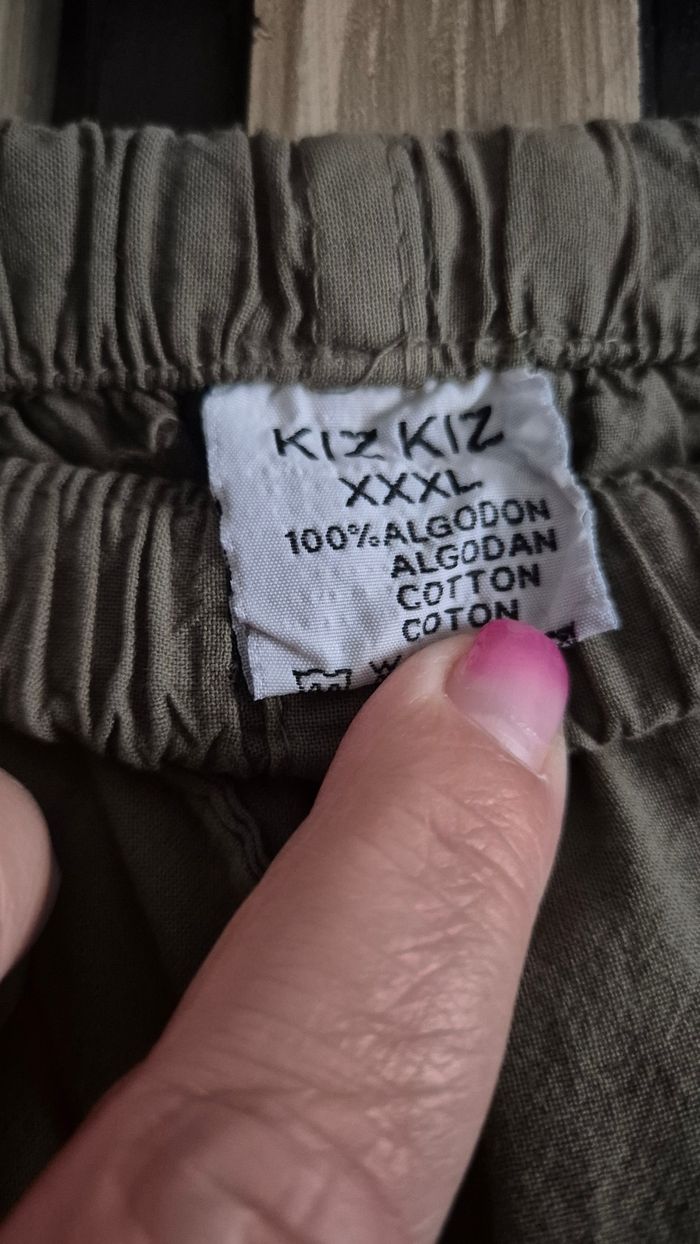 KIZ KIZ
XXXL
100% ALGODON
ALGODAN
COTTON
COTON